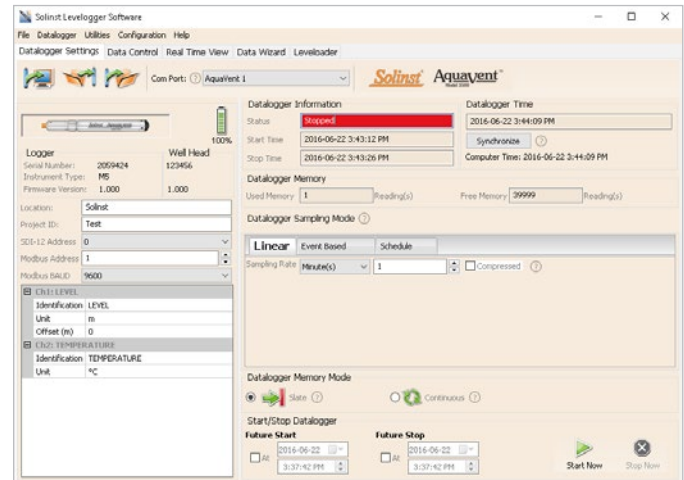 Solinst Levelogger Software
File Datalogger Utilities Configuration Help
Datalogger Settings Data Control Real Time View Data Wizard Leveloader
Com Port: AquaVent 1
Solinst Aquavent
100%
Logger Well Head
Serial Number: 2059424 123456
Instrument Type: M5
Firmware Version: 1.000 1.000
Location: Solinst
Project ID: Test
SDI-12 Address 0
Modbus Address 1
Modbus BAUD 9600
Ch1: LEVEL
Identification LEVEL
Unit m
Offset (m) 0
Ch2: TEMPERATURE
Identification TEMPERATURE
Unit °C
Datalogger Information
Status Stopped
Start Time 2016-06-22 3:43:12 PM
Stop Time 2016-06-22 3:43:26 PM
Datalogger Time
2016-06-22 3:44:09 PM
Synchronize
Computer Time: 2016-06-22 3:44:09 PM
Datalogger Memory
Used Memory 1 Reading(s) Free Memory 39999 Reading(s)
Datalogger Sampling Mode
Linear Event Based Schedule
Sampling Rate Minute(s) 1 Compressed
Datalogger Memory Mode
Slate Continuous
Start/Stop Datalogger
Future Start Future Stop
At 2016-06-22 At 2016-06-22
3:37:42 PM 3:37:42 PM
Start Now Stop Now